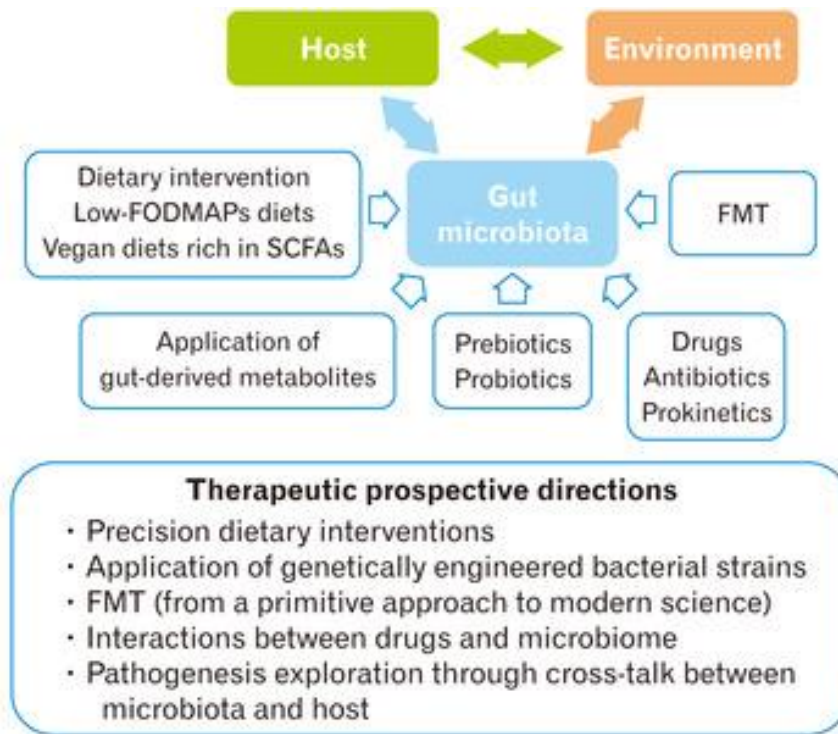 Host
Environment
Dietary intervention
Low-FODMAPs diets
Vegan diets rich in SCFAs
Gut
microbiota
FMT
Application of
gut-derived metabolites
Prebiotics
Probiotics
Drugs
Antibiotics
Prokinetics
Therapeutic prospective directions
· Precision dietary interventions
· Application of genetically engineered bacterial strains
· FMT (from a primitive approach to modern science)
· Interactions between drugs and microbiome
· Pathogenesis exploration through cross-talk between
microbiota and host